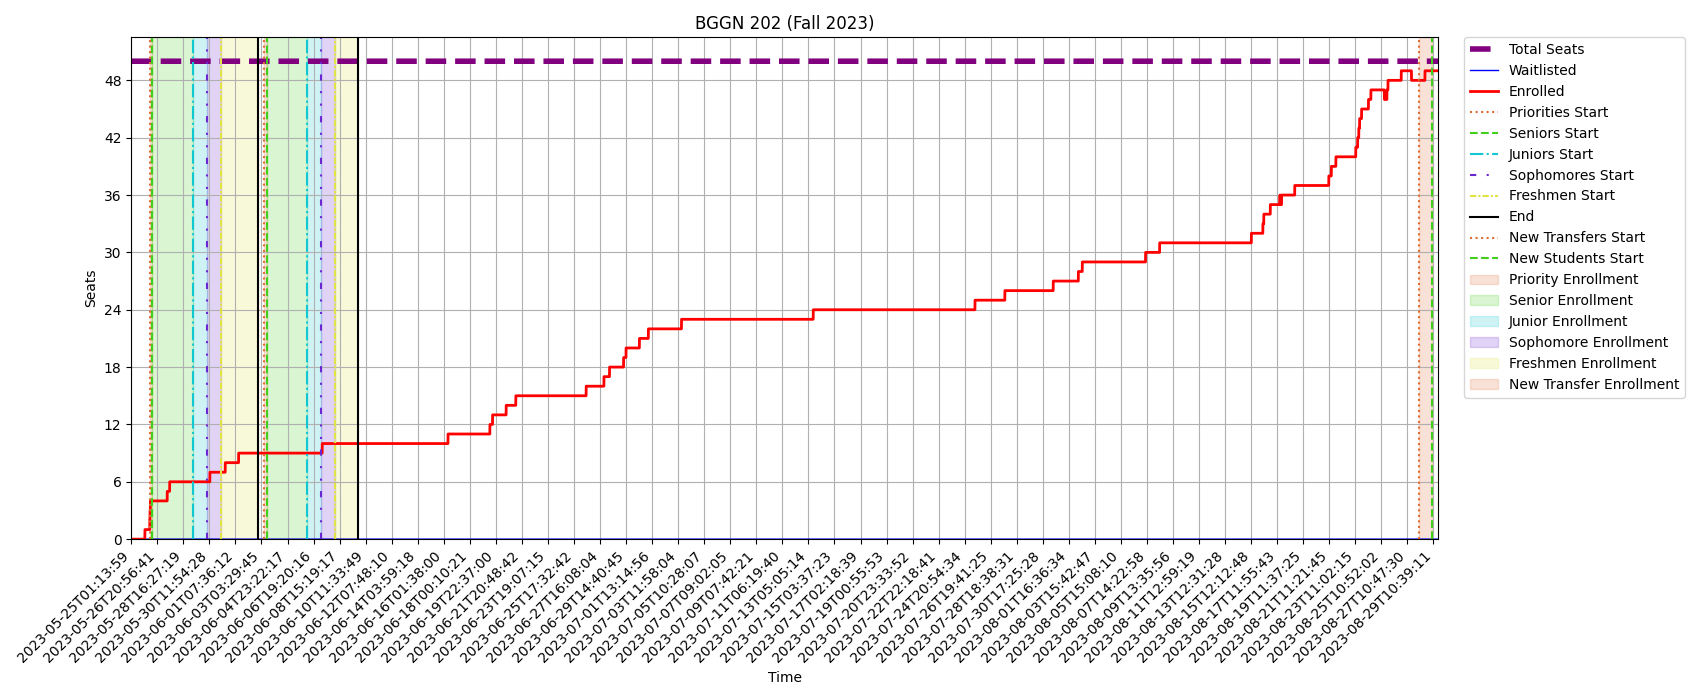 BGGN 202 (Fall 2023)
Seats
48
42
36
30
24
18
12
6
0
2023-05-25T01:13:59
2023-05-26T20:56:41
2023-05-28T16:27:19
2023-05-30T11:54:28
2023-06-01T07:36:12
2023-06-03T03:29:45
2023-06-04T23:22:17
2023-06-06T19:20:16
2023-06-08T15:19:17
2023-06-10T11:33:49
2023-06-12T07:48:10
2023-06-14T03:59:18
2023-06-16T01:38:00
2023-06-18T00:10:21
2023-06-19T22:37:00
2023-06-21T20:48:42
2023-06-23T19:07:15
2023-06-25T17:32:42
2023-06-27T16:08:04
2023-06-29T14:40:45
2023-07-01T13:14:56
2023-07-03T11:58:04
2023-07-05T10:28:07
2023-07-07T09:02:05
2023-07-09T07:42:21
2023-07-11T06:19:40
2023-07-13T05:05:14
2023-07-15T03:37:23
2023-07-17T02:18:39
2023-07-19T00:55:53
2023-07-20T23:33:52
2023-07-22T22:18:41
2023-07-24T20:54:34
2023-07-26T19:41:25
2023-07-28T18:38:31
2023-07-30T17:25:28
2023-08-01T16:36:34
2023-08-03T15:42:47
2023-08-05T15:08:10
2023-08-07T14:22:58
2023-08-09T13:35:56
2023-08-11T12:59:19
2023-08-13T12:31:28
2023-08-15T12:12:48
2023-08-17T11:55:43
2023-08-19T11:37:25
2023-08-21T11:21:45
2023-08-23T11:02:15
2023-08-25T10:52:02
2023-08-27T10:47:30
2023-08-29T10:39:11
Time
Total Seats
Waitlisted
Enrolled
Priorities Start
Seniors Start
Juniors Start
Sophomores Start
Freshmen Start
End
New Transfers Start
New Students Start
Priority Enrollment
Senior Enrollment
Junior Enrollment
Sophomore Enrollment
Freshmen Enrollment
New Transfer Enrollment